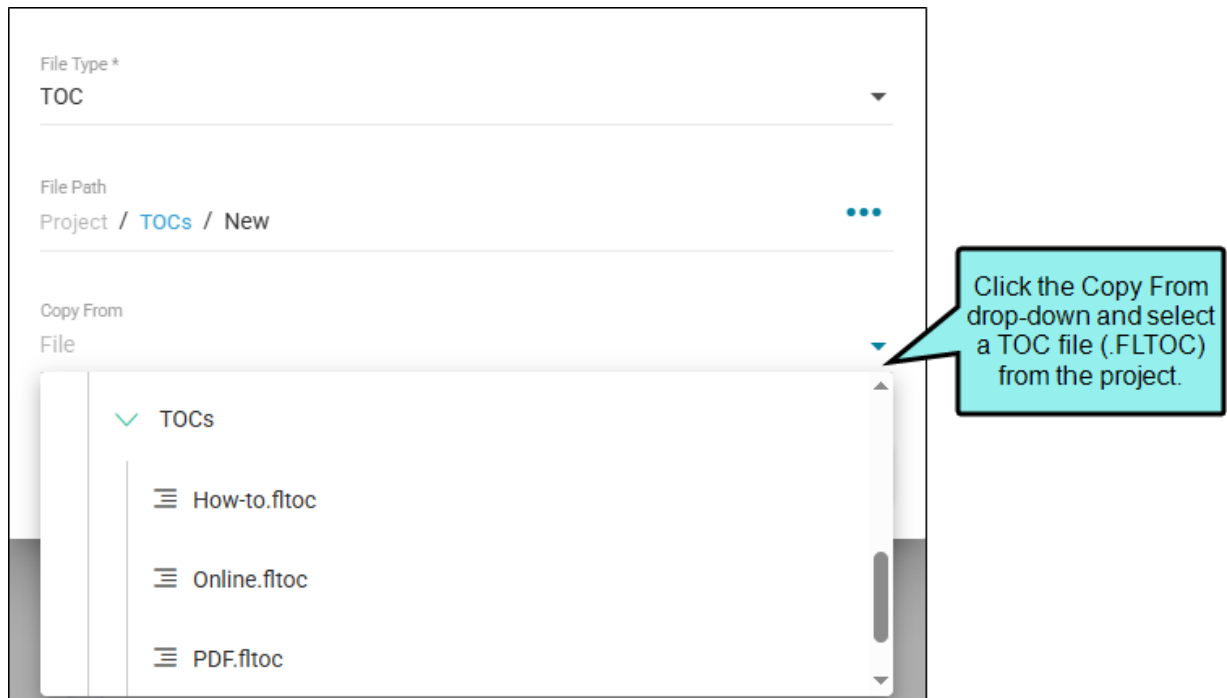 File Type *
TOC
File Path
Project / TOCs / New
Copy From
File
TOCs
How-to.fltoc
Online.fltoc
PDF.fltoc
Click the Copy From
drop-down and select
a TOC file (.FLTOC)
from the project.